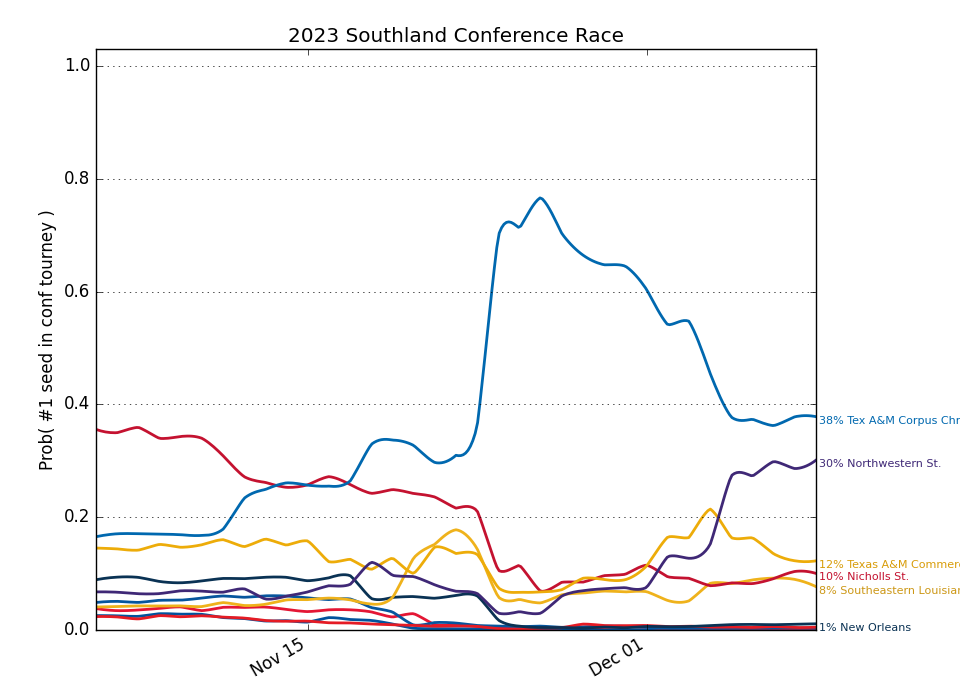 2023 Southland Conference Race
Prob( #1 seed in conf tourney )
1.0
0.8
0.6
0.4
0.2
0.0
Nov 15
Dec 01
38% Tex A&M Corpus Chr
30% Northwestern St.
12% Texas A&M Commerc
10% Nicholls St.
8% Southeastern Louisian
1% New Orleans